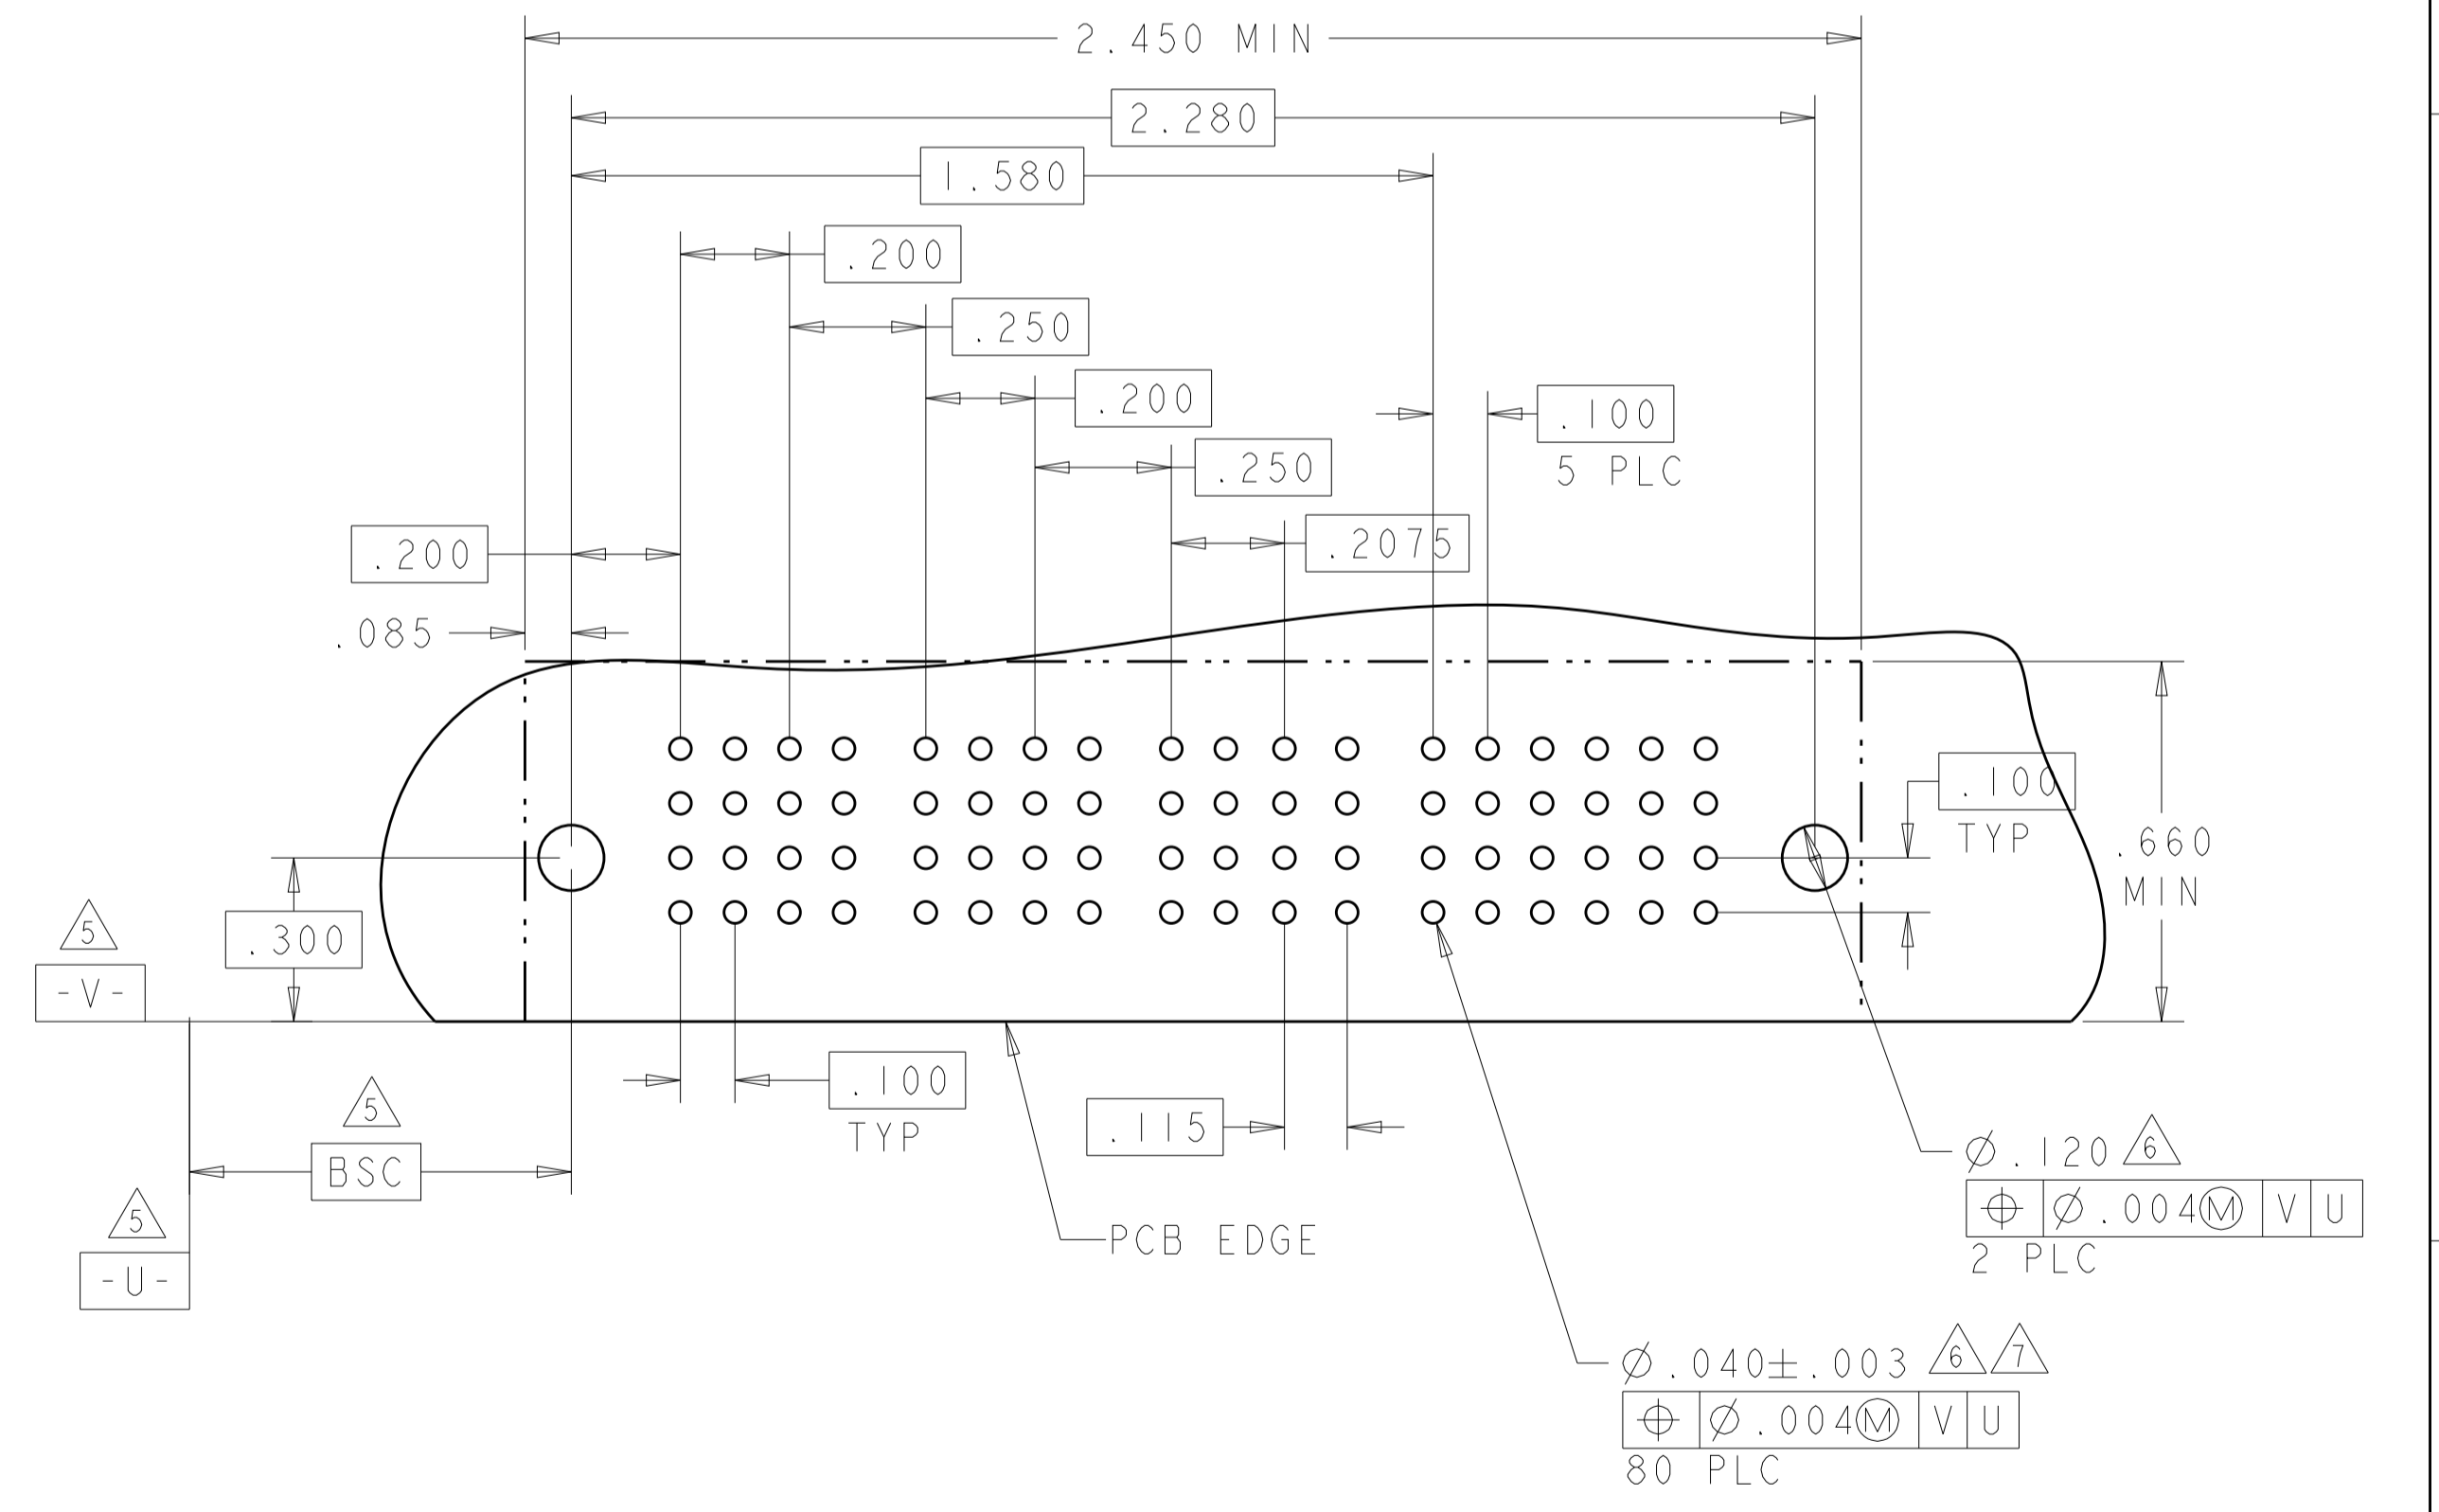 2.450 MIN
2.280
1.580
.200
.250
.200
.100
5 PLC
.250
.2075
.200
.085
.100
TYP
.660
MIN
5
.300
-V-
.100
TYP
5
.115
BSC
5
-U-
PCB EDGE
Ø.120 6
⌖ Ø.004Ⓜ V U
2 PLC
Ø.040±.003 6 7
⌖ Ø.004Ⓜ V U
80 PLC